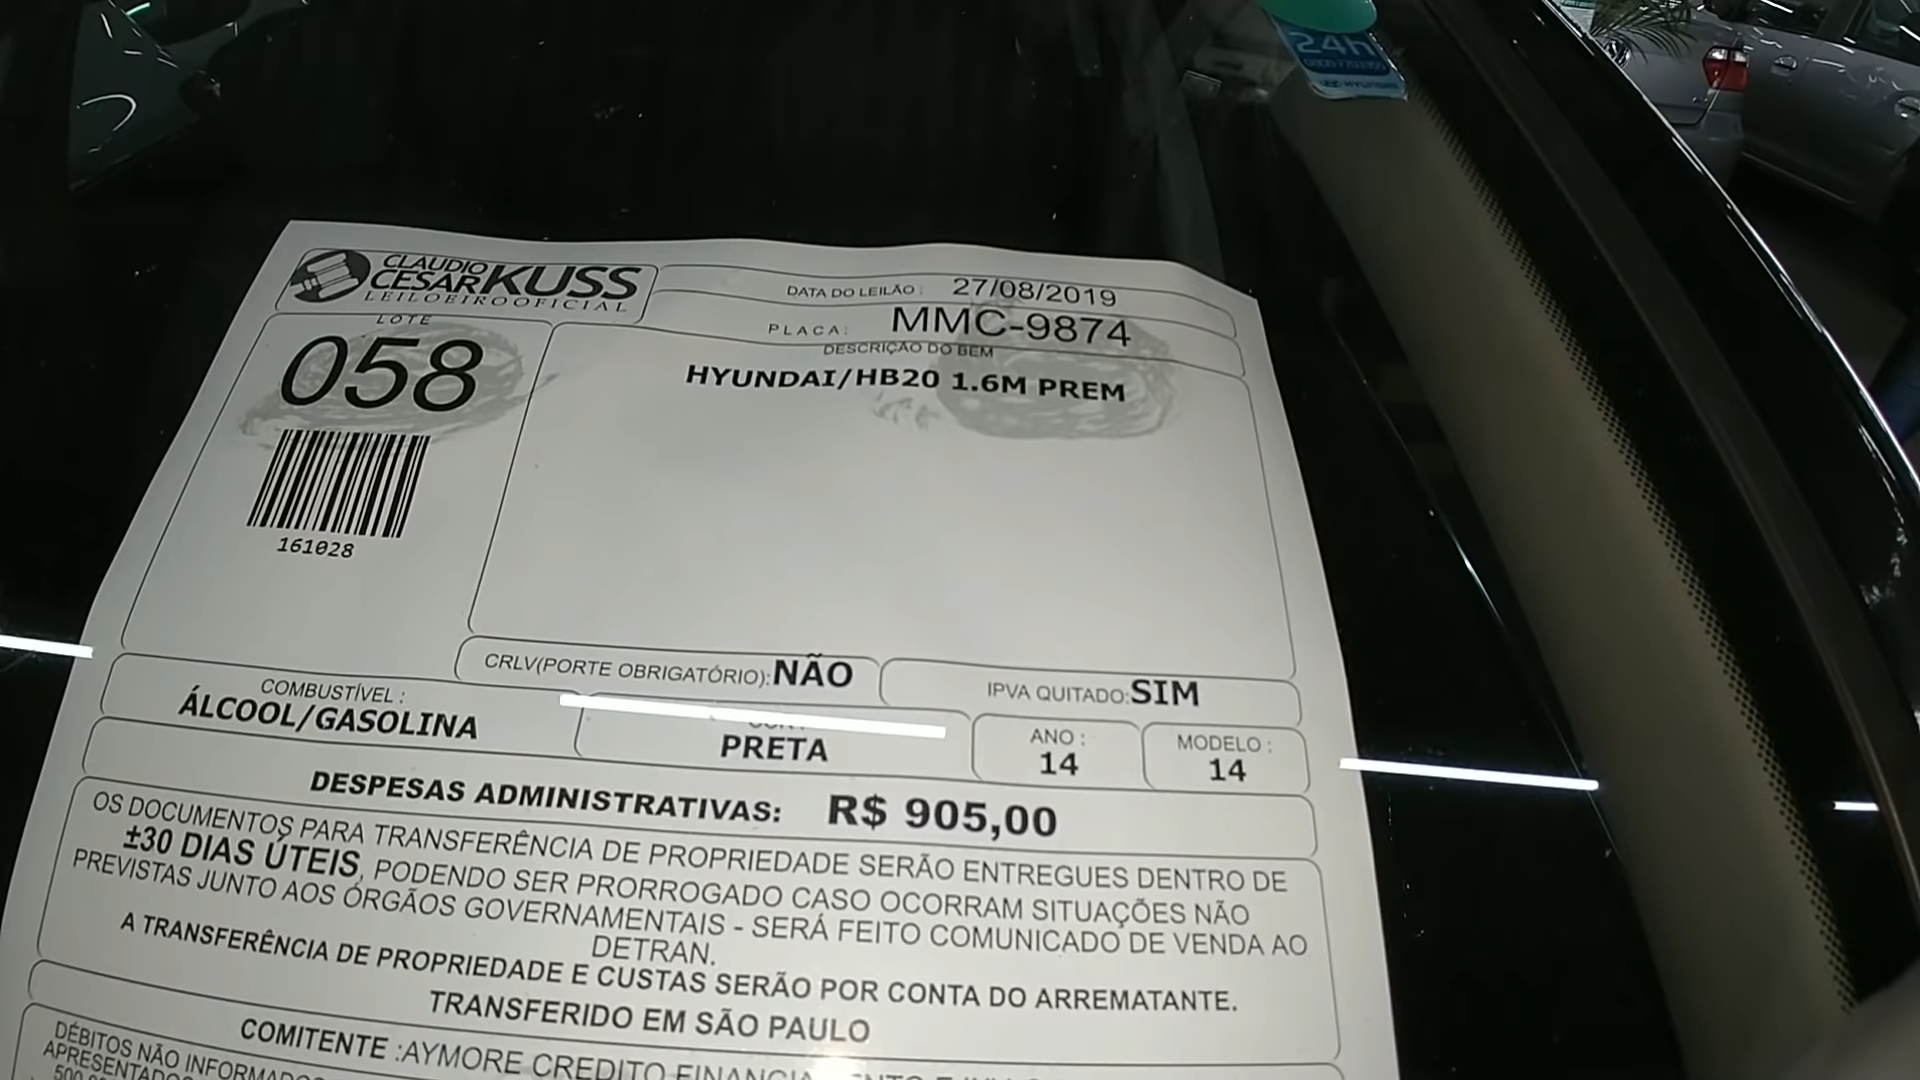 24h
HYUNDAI
CLAUDIO
CESAR KUSS
LEILOEIRO OFICIAL
DATA DO LEILÃO: 27/08/2019
PLACA: MMC-9874
LOTE
058
161028
DESCRIÇÃO DO BEM
HYUNDAI/HB20 1.6M PREM
CRLV(PORTE OBRIGATÓRIO): NÃO
IPVA QUITADO: SIM
COMBUSTÍVEL:
ÁLCOOL/GASOLINA
PRETA
ANO:
14
MODELO:
14
DESPESAS ADMINISTRATIVAS: R$ 905,00
OS DOCUMENTOS PARA TRANSFERÊNCIA DE PROPRIEDADE SERÃO ENTREGUES DENTRO DE
±30 DIAS ÚTEIS, PODENDO SER PRORROGADO CASO OCORRAM SITUAÇÕES NÃO
PREVISTAS JUNTO AOS ÓRGÃOS GOVERNAMENTAIS - SERÁ FEITO COMUNICADO DE VENDA AO
DETRAN.
A TRANSFERÊNCIA DE PROPRIEDADE E CUSTAS SERÃO POR CONTA DO ARREMATANTE.
TRANSFERIDO EM SÃO PAULO
COMITENTE :AYMORE CREDITO
DÉBITOS NÃO